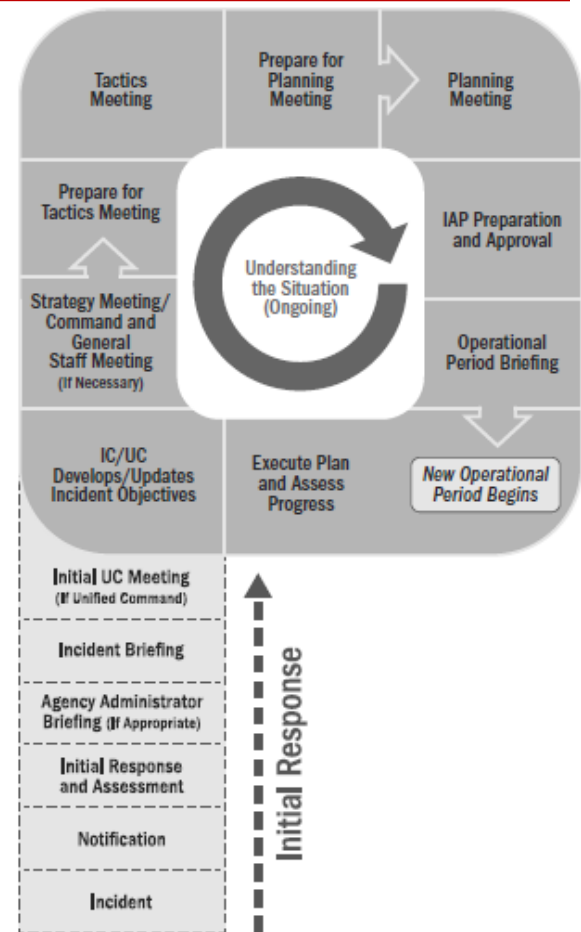 Tactics
Meeting
Prepare for
Planning
Meeting
Planning
Meeting
Prepare for
Tactics Meeting
IAP Preparation
and Approval
Understanding
the Situation
(Ongoing)
Strategy Meeting/
Command and
General
Staff Meeting
(If Necessary)
Operational
Period Briefing
IC/UC
Develops/Updates
Incident Objectives
Execute Plan
and Assess
Progress
New Operational
Period Begins
Initial UC Meeting
(If Unified Command)
Incident Briefing
Agency Administrator
Briefing (If Appropriate)
Initial Response
and Assessment
Notification
Incident
Initial Response